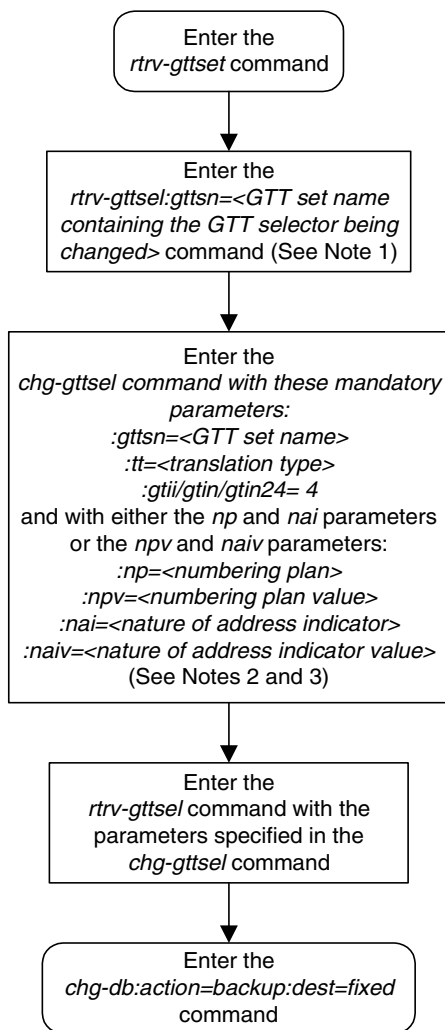 Enter the
rtrv-gttset command
Enter the
rtrv-gttsel:gttsn=<GTT set name
containing the GTT selector being
changed> command (See Note 1)
Enter the
chg-gttsel command with these mandatory
parameters:
:gttsn=<GTT set name>
:tt=<translation type>
:gtii/gtin/gtin24= 4
and with either the np and nai parameters
or the npv and naiv parameters:
:np=<numbering plan>
:npv=<numbering plan value>
:nai=<nature of address indicator>
:naiv=<nature of address indicator value>
(See Notes 2 and 3)
Enter the
rtrv-gttsel command with the
parameters specified in the
chg-gttsel command
Enter the
chg-db:action=backup:dest=fixed
command